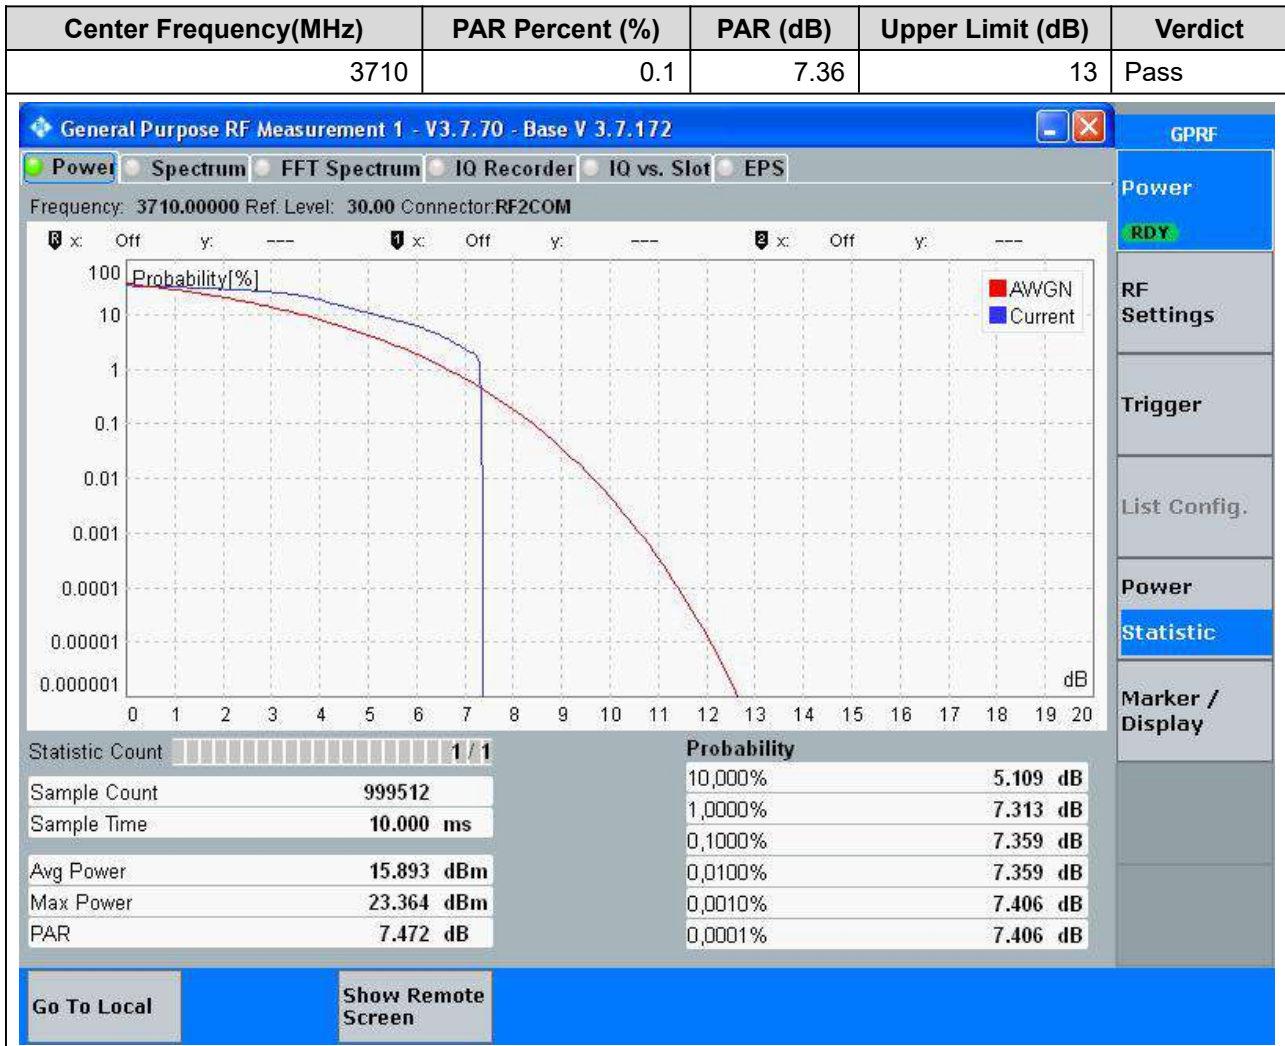 Center Frequency(MHz) PAR Percent (%) PAR (dB) Upper Limit (dB) Verdict
3710 0.1 7.36 13 Pass
General Purpose RF Measurement 1 - V3.7.70 - Base V 3.7.172
GPRF
Power Spectrum FFT Spectrum IQ Recorder IQ vs. Slot EPS
Power
RDY
Frequency: 3710.00000 Ref. Level: 30.00 Connector:RF2COM
R x: Off y: --- 1 x: Off y: --- 2 x: Off y: ---
Probability[%]
AWGN
Current
100
10
1
0.1
0.01
0.001
0.0001
0.00001
0.000001
dB
0 1 2 3 4 5 6 7 8 9 10 11 12 13 14 15 16 17 18 19 20
RF
Settings
Trigger
List Config.
Power
Statistic
Marker /
Display
Statistic Count 1 / 1
Sample Count 999512
Sample Time 10.000 ms
Avg Power 15.893 dBm
Max Power 23.364 dBm
PAR 7.472 dB
Probability
10,000% 5.109 dB
1,0000% 7.313 dB
0,1000% 7.359 dB
0,0100% 7.359 dB
0,0010% 7.406 dB
0,0001% 7.406 dB
Go To Local
Show Remote
Screen